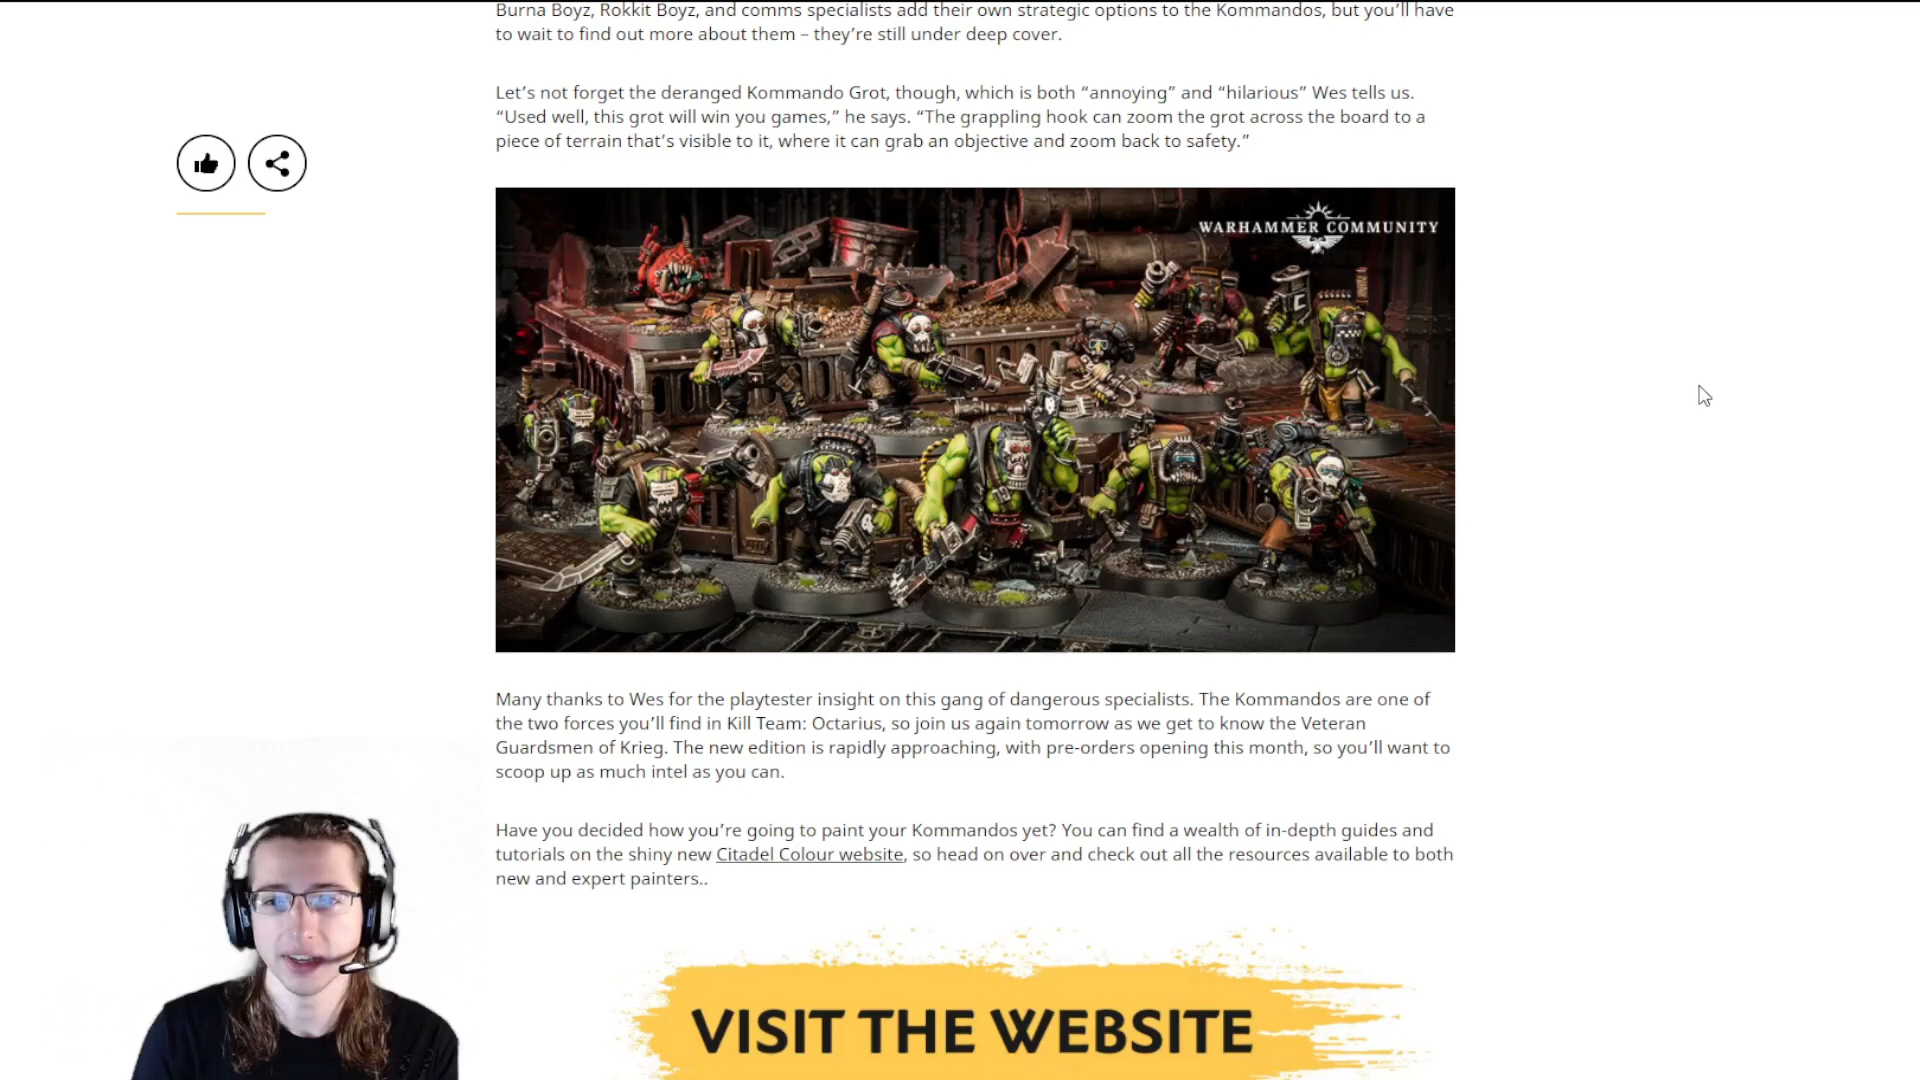 Burna Boyz, Rokkit Boyz, and comms specialists add their own strategic options to the Kommandos, but you’ll have
to wait to find out more about them – they’re still under deep cover.
Let’s not forget the deranged Kommando Grot, though, which is both “annoying” and “hilarious” Wes tells us.
“Used well, this grot will win you games,” he says. “The grappling hook can zoom the grot across the board to a
piece of terrain that’s visible to it, where it can grab an objective and zoom back to safety.”
WARHAMMER COMMUNITY
Many thanks to Wes for the playtester insight on this gang of dangerous specialists. The Kommandos are one of
the two forces you’ll find in Kill Team: Octarius, so join us again tomorrow as we get to know the Veteran
Guardsmen of Krieg. The new edition is rapidly approaching, with pre-orders opening this month, so you’ll want to
scoop up as much intel as you can.
Have you decided how you’re going to paint your Kommandos yet? You can find a wealth of in-depth guides and
tutorials on the shiny new Citadel Colour website, so head on over and check out all the resources available to both
new and expert painters..
VISIT THE WEBSITE